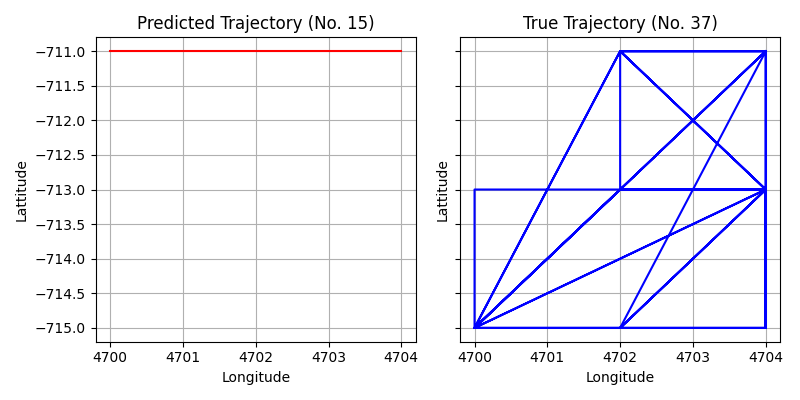 Predicted Trajectory (No. 15)
−711.0
−711.5
−712.0
−712.5
−713.0
−713.5
−714.0
−714.5
−715.0
Lattitude
4700 4701 4702 4703 4704
Longitude
True Trajectory (No. 37)
Lattitude
4700 4701 4702 4703 4704
Longitude